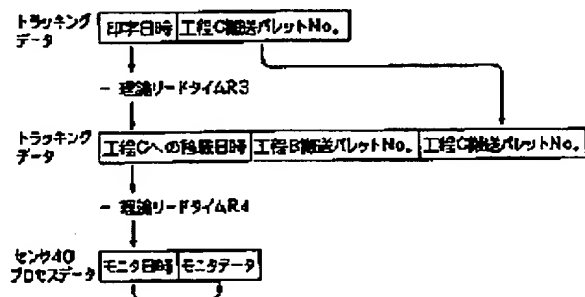 トラッキング
データ
印字日時 工程C搬送パレットNo。
− 理論リードタイムR3
トラッキング
データ
工程Cへの移載日時 工程B搬送パレットNo。 工程C搬送パレットNo。
− 理論リードタイムR4
センサ40
プロセスデータ
モニタ日時 モニタデータ